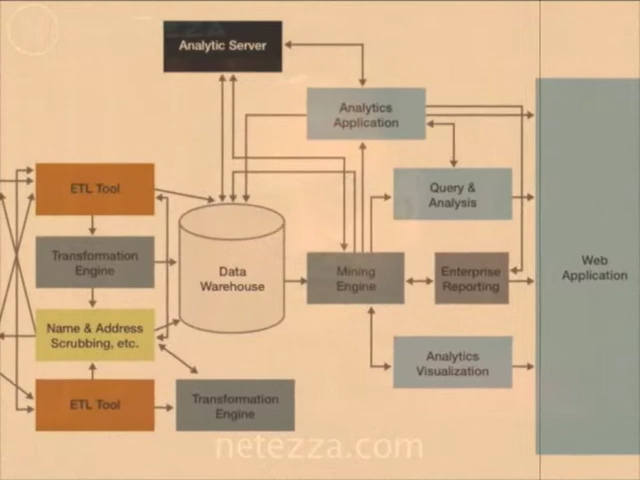 Analytic Server
Analytics
Application
ETL Tool
Query &
Analysis
Transformation
Engine
Data
Warehouse
Mining
Engine
Enterprise
Reporting
Web
Application
Name & Address
Scrubbing, etc.
Analytics
Visualization
ETL Tool
Transformation
Engine
netezza.com